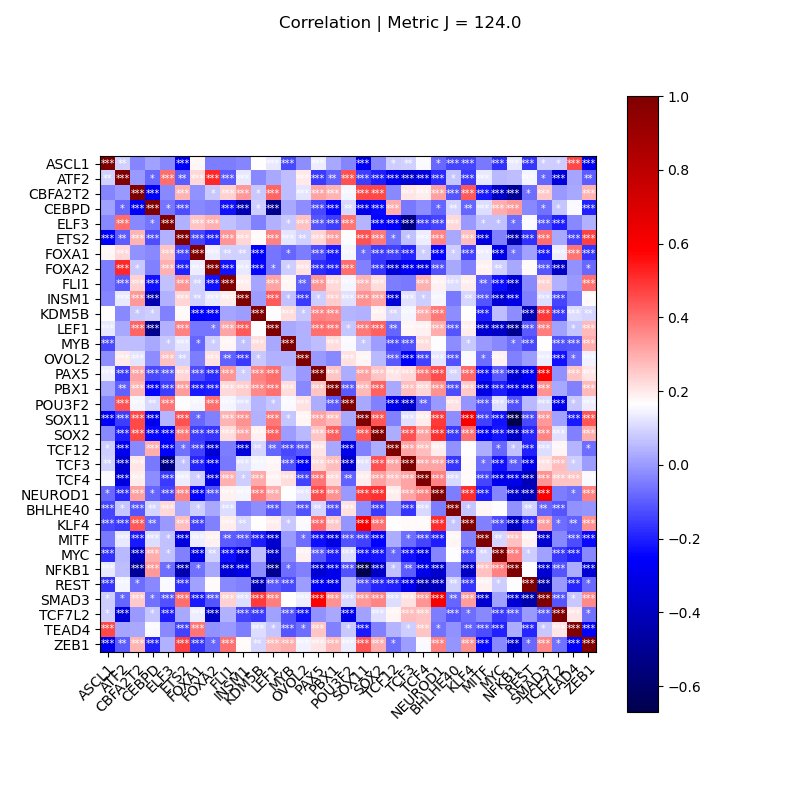 Correlation | Metric J = 124.0
ASCL1
ATF2
CBFA2T2
CEBPD
ELF3
ETS2
FOXA1
FOXA2
FLI1
INSM1
KDM5B
LEF1
MYB
OVOL2
PAX5
PBX1
POU3F2
SOX11
SOX2
TCF12
TCF3
TCF4
NEUROD1
BHLHE40
KLF4
MITF
MYC
NFKB1
REST
SMAD3
TCF7L2
TEAD4
ZEB1
ASCL1
ATF2
CBFA2T2
CEBPD
ELF3
ETS2
FOXA1
FOXA2
FLI1
INSM1
KDM5B
LEF1
MYB
OVOL2
PAX5
PBX1
POU3F2
SOX11
SOX2
TCF12
TCF3
TCF4
NEUROD1
BHLHE40
KLF4
MITF
MYC
NFKB1
REST
SMAD3
TCF7L2
TEAD4
ZEB1
1.0
0.8
0.6
0.4
0.2
0.0
−0.2
−0.4
−0.6